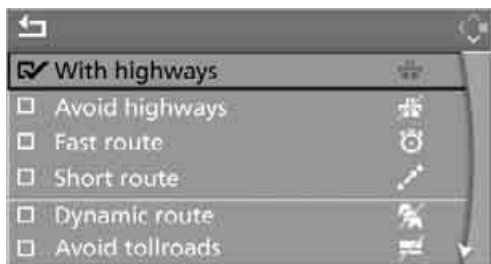 With highways
Avoid highways
Fast route
Short route
Dynamic route
Avoid tollroads